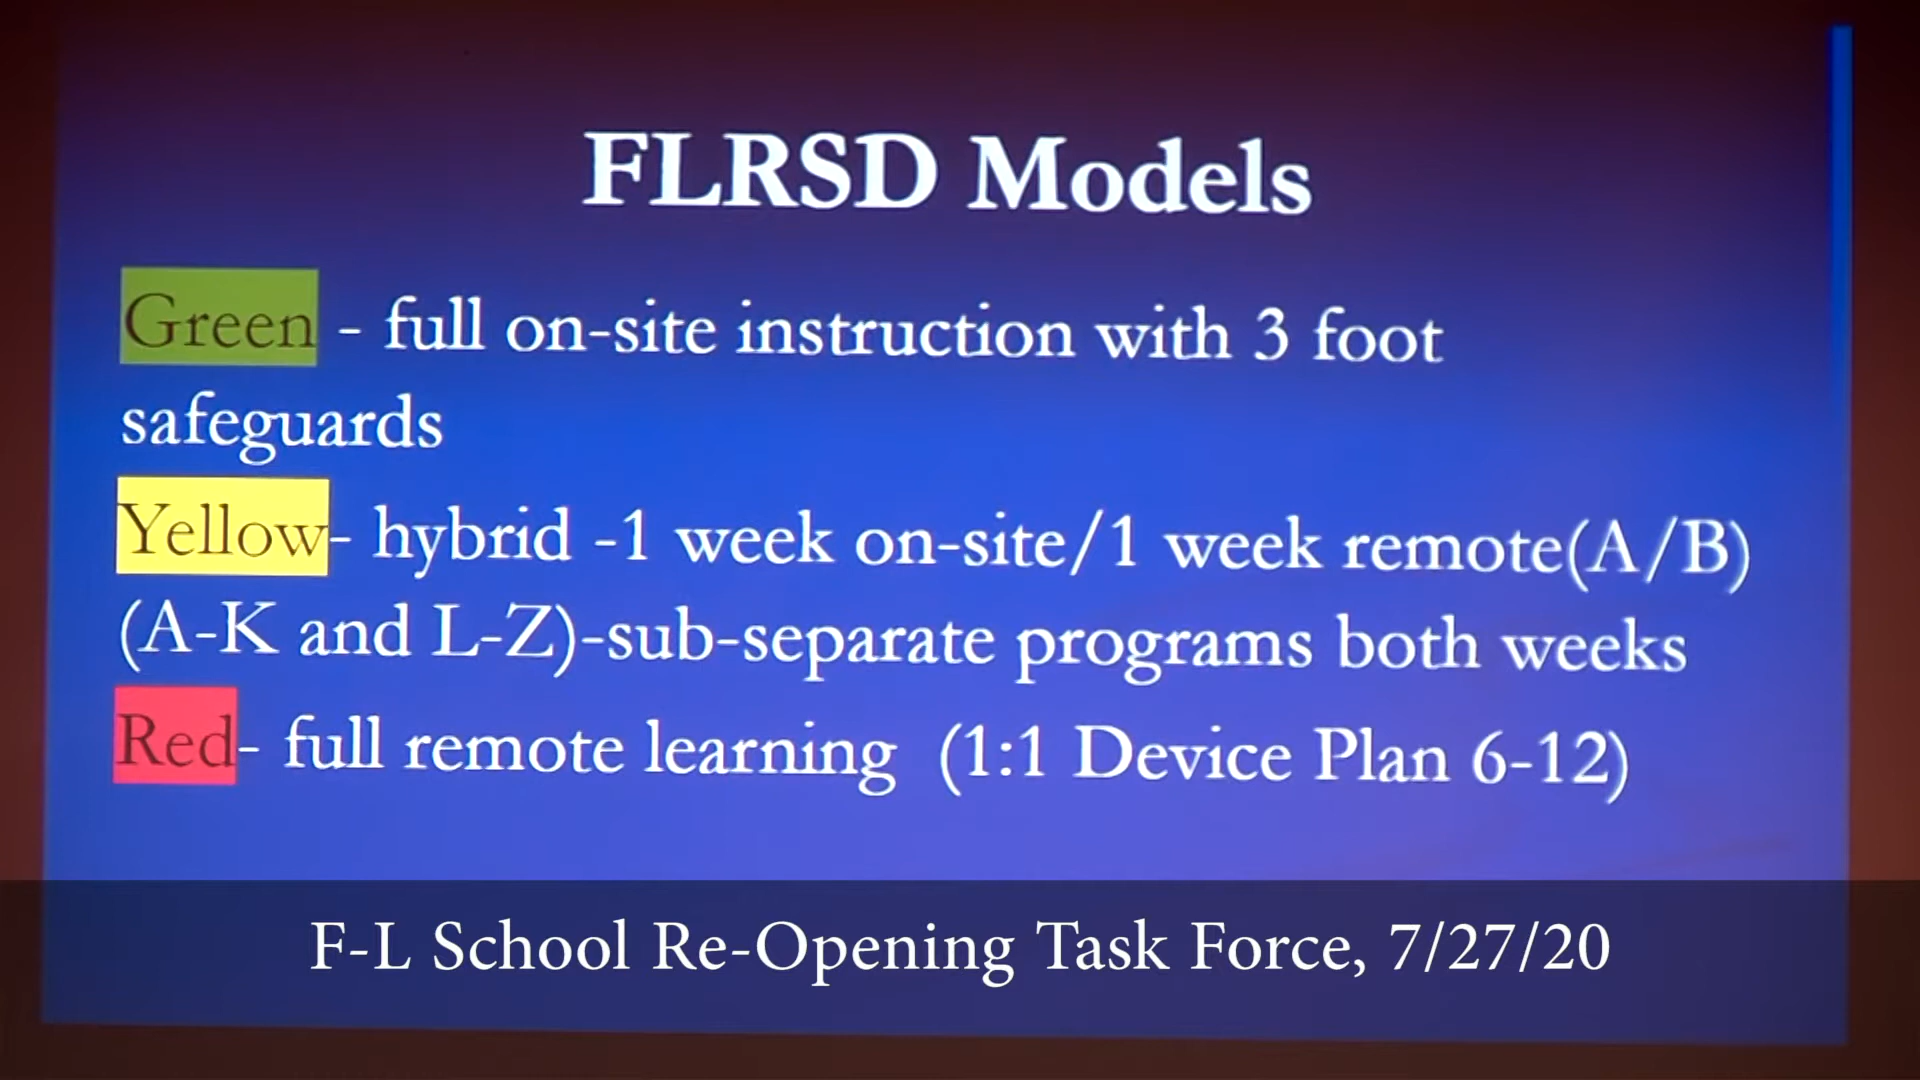 FLRSD Models
Green - full on-site instruction with 3 foot
safeguards
Yellow- hybrid -1 week on-site/1 week remote(A/B)
(A-K and L-Z)-sub-separate programs both weeks
Red- full remote learning (1:1 Device Plan 6-12)
F-L School Re-Opening Task Force, 7/27/20